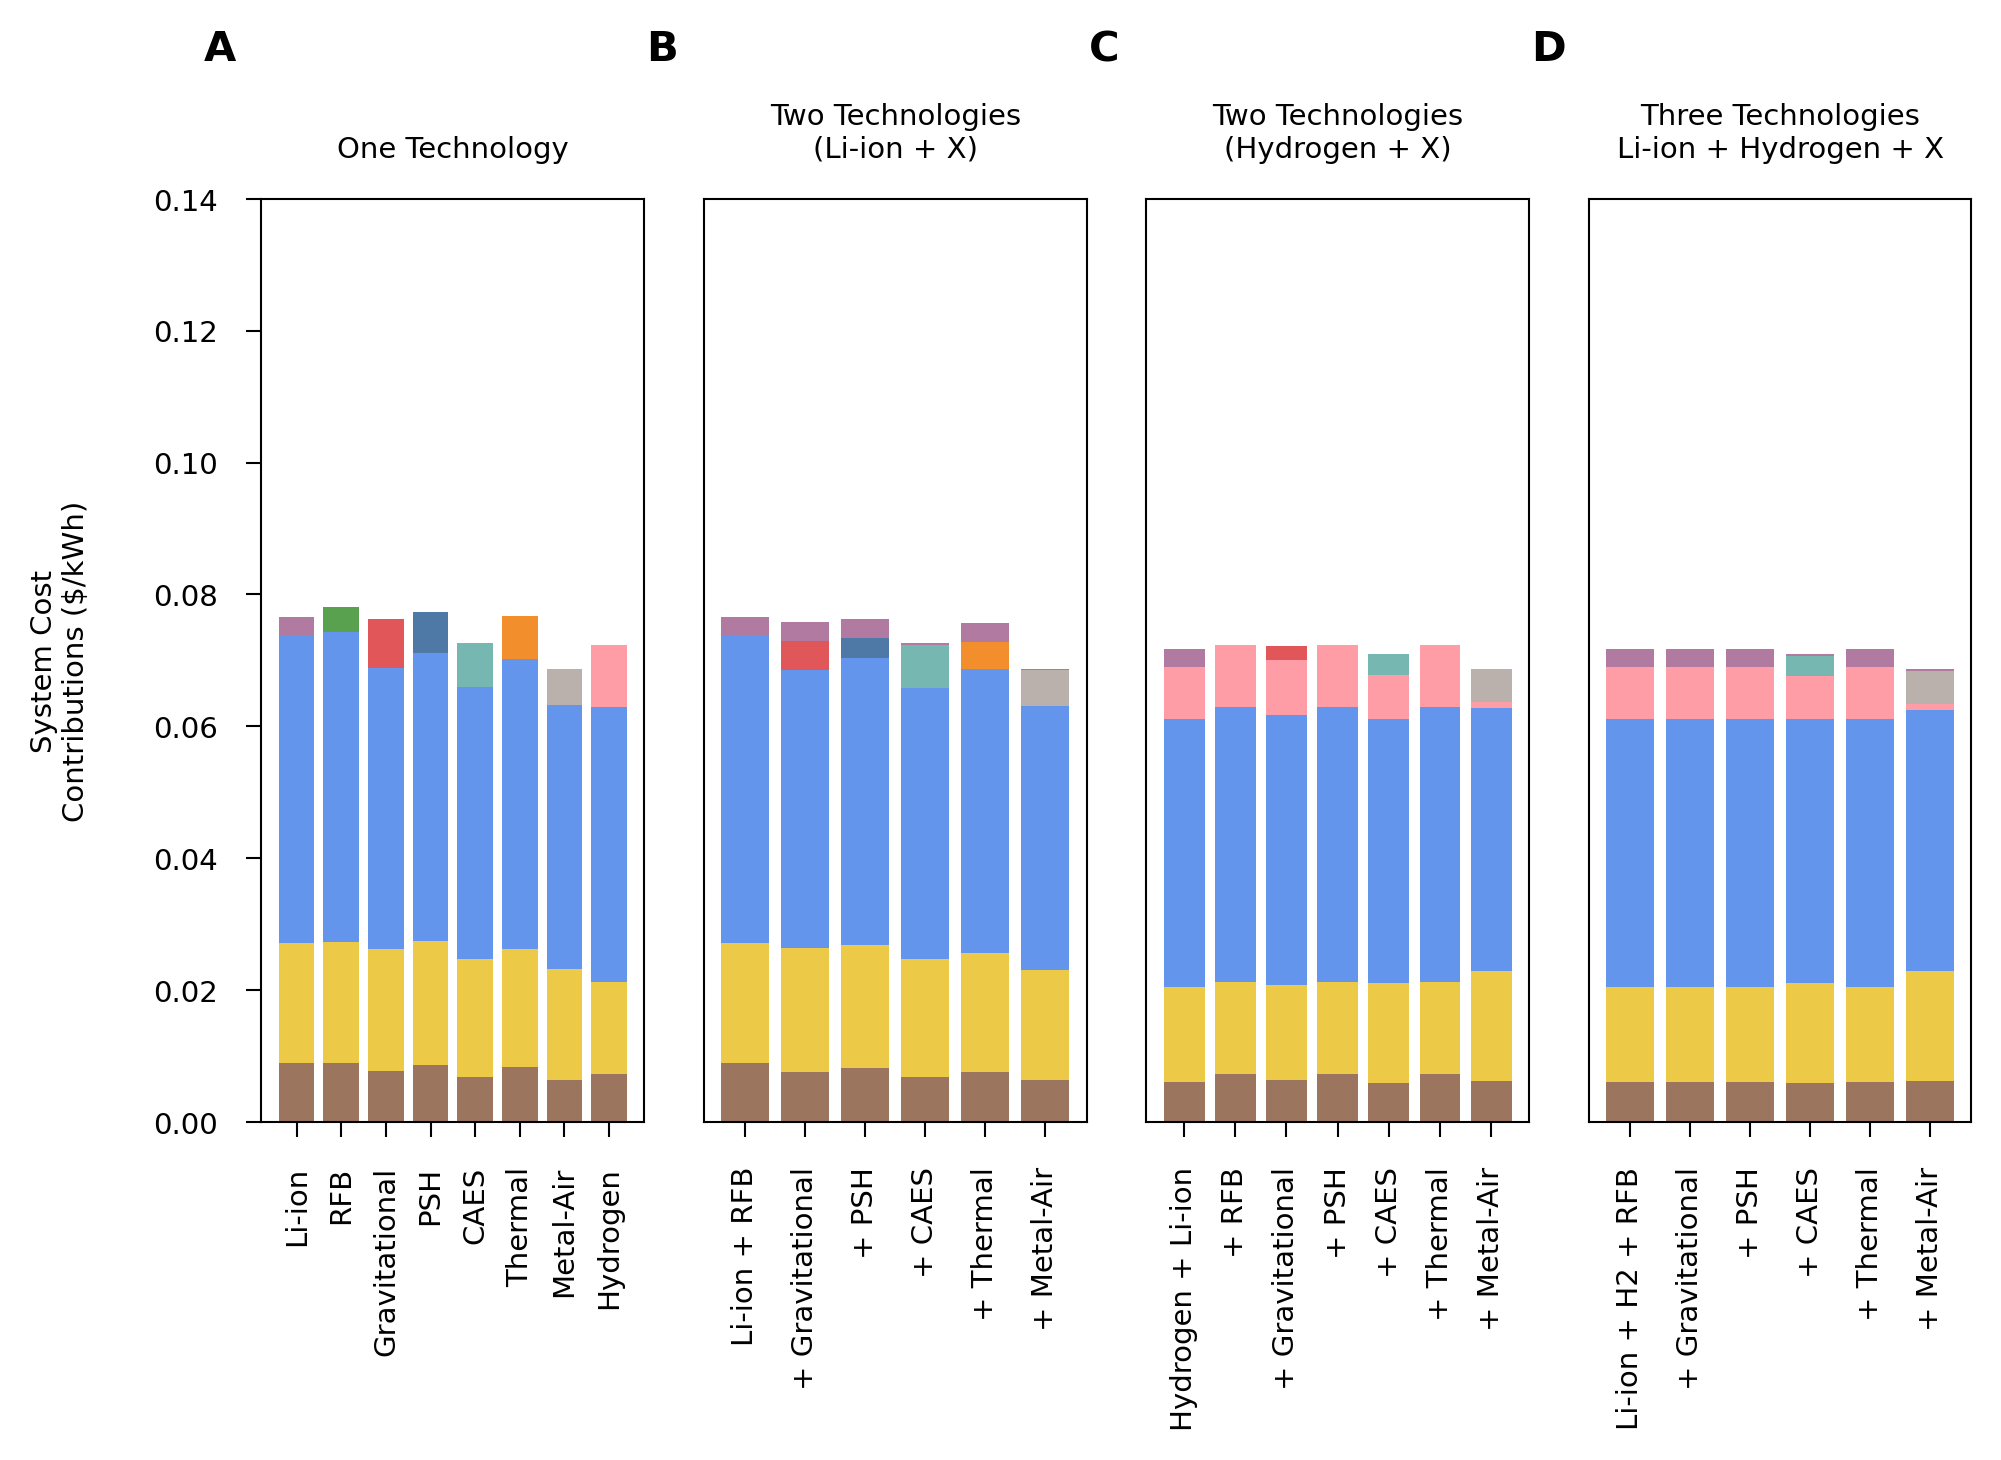 A
B
C
D
One Technology
Two Technologies
(Li-ion + X)
Two Technologies
(Hydrogen + X)
Three Technologies
Li-ion + Hydrogen + X
System Cost
Contributions ($/kWh)
0.14
0.12
0.10
0.08
0.06
0.04
0.02
0.00
Li-ion
RFB
Gravitational
PSH
CAES
Thermal
Metal-Air
Hydrogen
Li-ion + RFB
+ Gravitational
+ PSH
+ CAES
+ Thermal
+ Metal-Air
Hydrogen + Li-ion
+ RFB
+ Gravitational
+ PSH
+ CAES
+ Thermal
+ Metal-Air
Li-ion + H2 + RFB
+ Gravitational
+ PSH
+ CAES
+ Thermal
+ Metal-Air